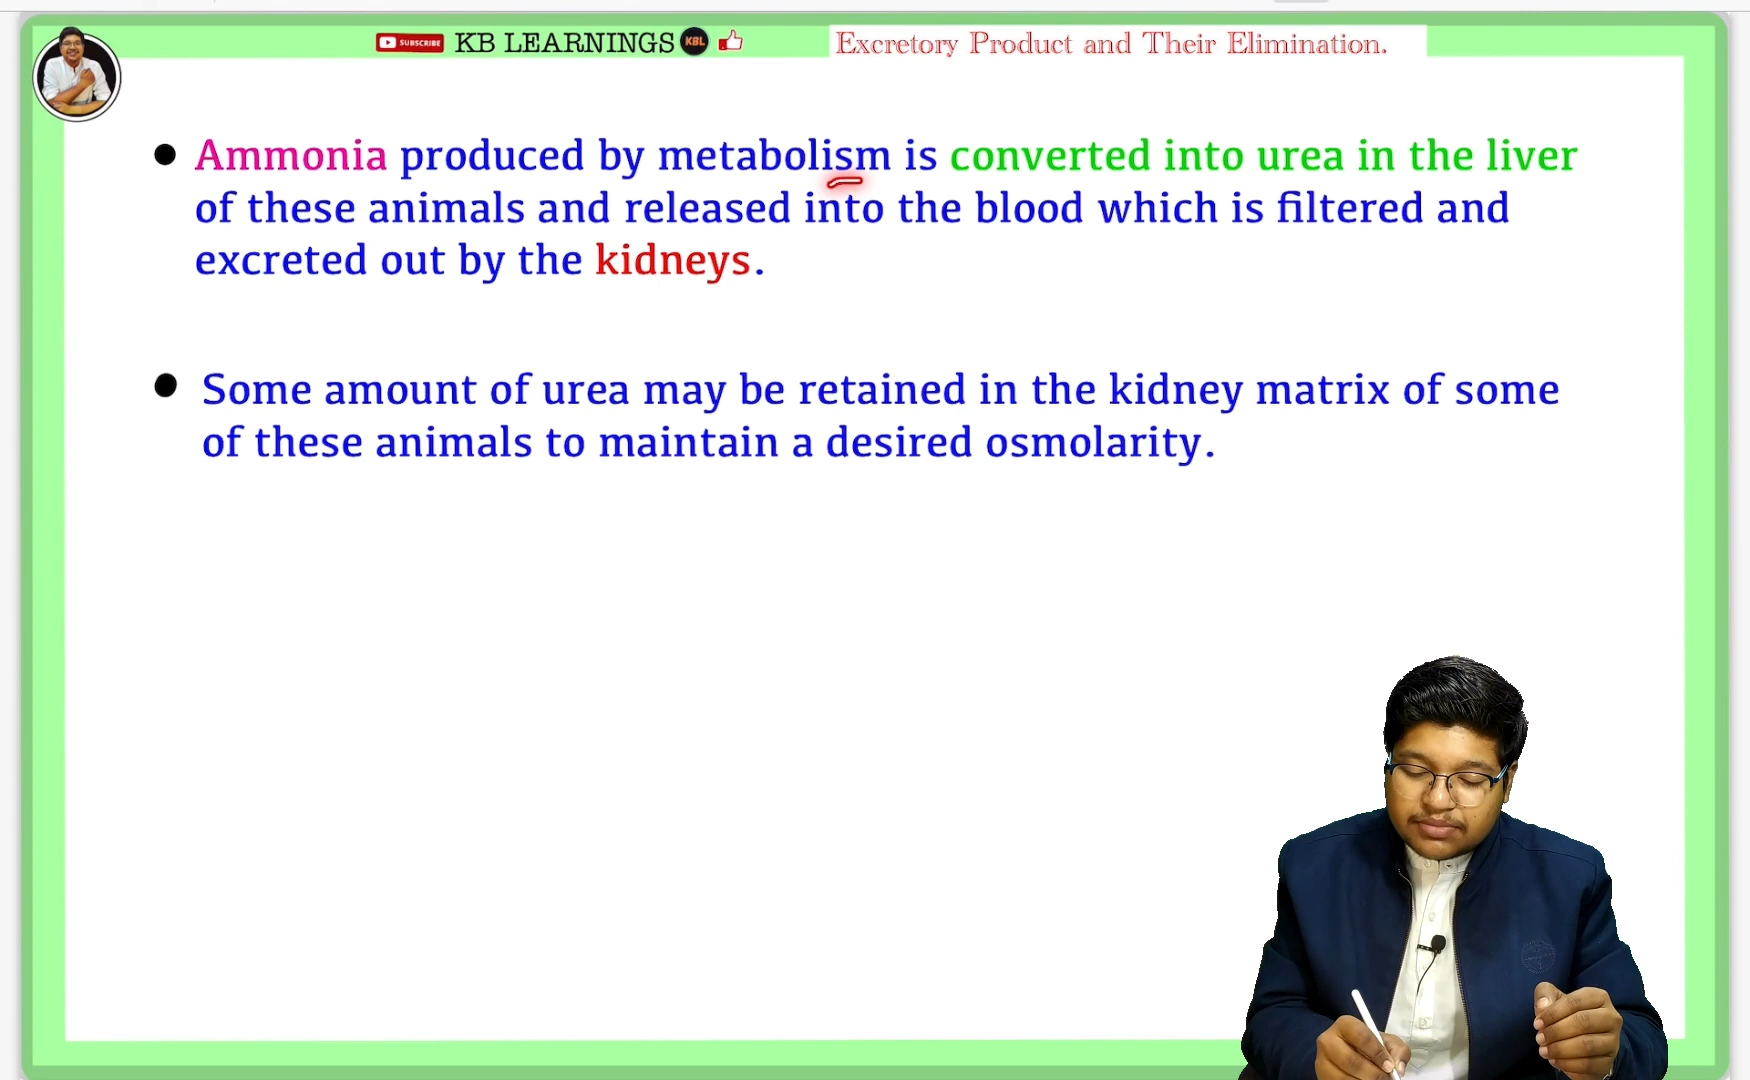 SUBSCRIBE KB LEARNINGS KBL
Excretory Product and Their Elimination.
Ammonia produced by metabolism is converted into urea in the liver
of these animals and released into the blood which is filtered and
excreted out by the kidneys.
Some amount of urea may be retained in the kidney matrix of some
of these animals to maintain a desired osmolarity.